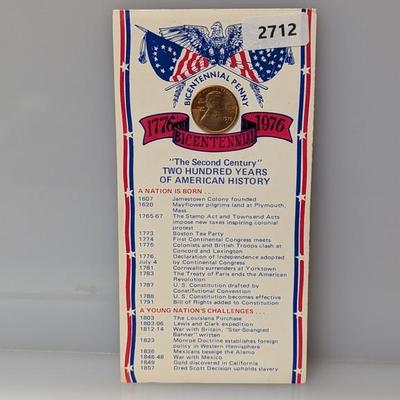 2712
BICENTENNIAL PENNY
1776 1976
BICENTENNIAL
"The Second Century"
TWO HUNDRED YEARS
OF AMERICAN HISTORY
A NATION IS BORN . . .
1607 Jamestown Colony founded
1620 Mayflower pilgrims land at Plymouth,
Mass.
1765-67 The Stamp Act and Townsend Acts
impose new taxes inspiring colonial
protest
1773 Boston Tea Party
1774 First Continental Congress meets
1775 Colonists and British Troops clash at
Concord and Lexington
1776, Declaration of Independence adopted
July 4 by Continental Congress
1781 Cornwallis surrenders at Yorktown
1783 The Treaty of Paris ends the American
Revolution
1787 U.S. Constitution drafted by
Constitutional Convention
1788 U.S. Constitution becomes effective
1791 Bill of Rights added to Constitution
A YOUNG NATION'S CHALLENGES . . .
1803 The Louisiana Purchase
1803-06 Lewis and Clark expedition
1812-14 War with Britain, "Star-Spangled
Banner" written
1823 Monroe Doctrine establishes foreign
policy in Western Hemisphere
1836 Mexicans beseige the Alamo
1846-48 War with Mexico
1849 Gold discovered in California
1857 Dred Scott Decision upholds slavery